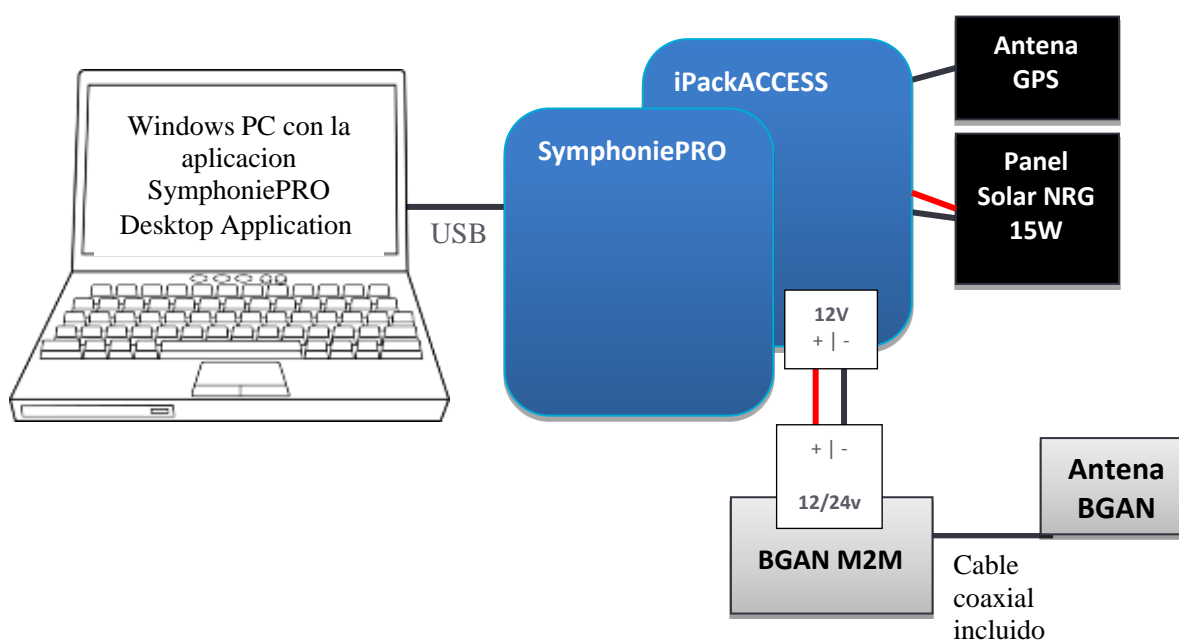 Windows PC con la
aplicacion
SymphoniePRO
Desktop Application
USB
SymphoniePRO
iPackACCESS
Antena
GPS
Panel
Solar NRG
15W
12V
+ | -
+ | -
12/24v
BGAN M2M
Antena
BGAN
Cable
coaxial
incluido